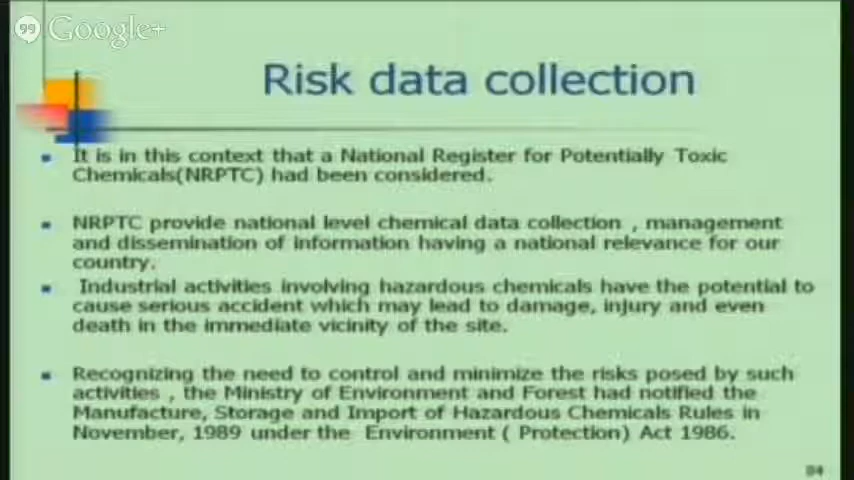 Google+
Risk data collection
It is in this context that a National Register for Potentially Toxic
Chemicals(NRPTC) had been considered.
NRPTC provide national level chemical data collection , management
and dissemination of information having a national relevance for our
country.
Industrial activities involving hazardous chemicals have the potential to
cause serious accident which may lead to damage, injury and even
death in the immediate vicinity of the site.
Recognizing the need to control and minimize the risks posed by such
activities , the Ministry of Environment and Forest had notified the
Manufacture, Storage and Import of Hazardous Chemicals Rules in
November, 1989 under the Environment ( Protection) Act 1986.